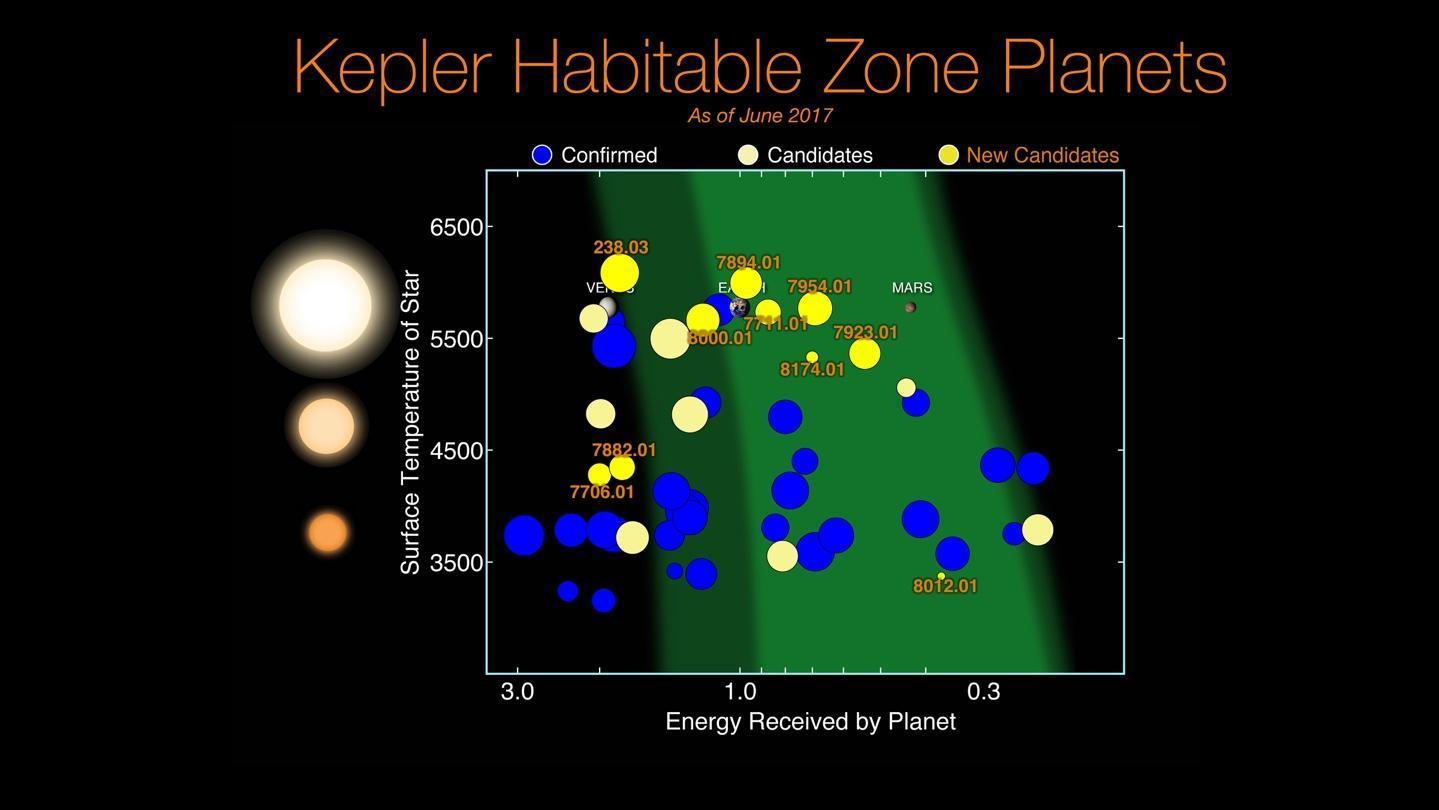 Kepler Habitable Zone Planets
As of June 2017
Confirmed
Candidates
New Candidates
6500
5500
4500
3500
Surface Temperature of Star
238.03
7894.01
7954.01
MARS
7711.01
8000.01
7923.01
8174.01
7882.01
7706.01
8012.01
3.0
1.0
0.3
Energy Received by Planet